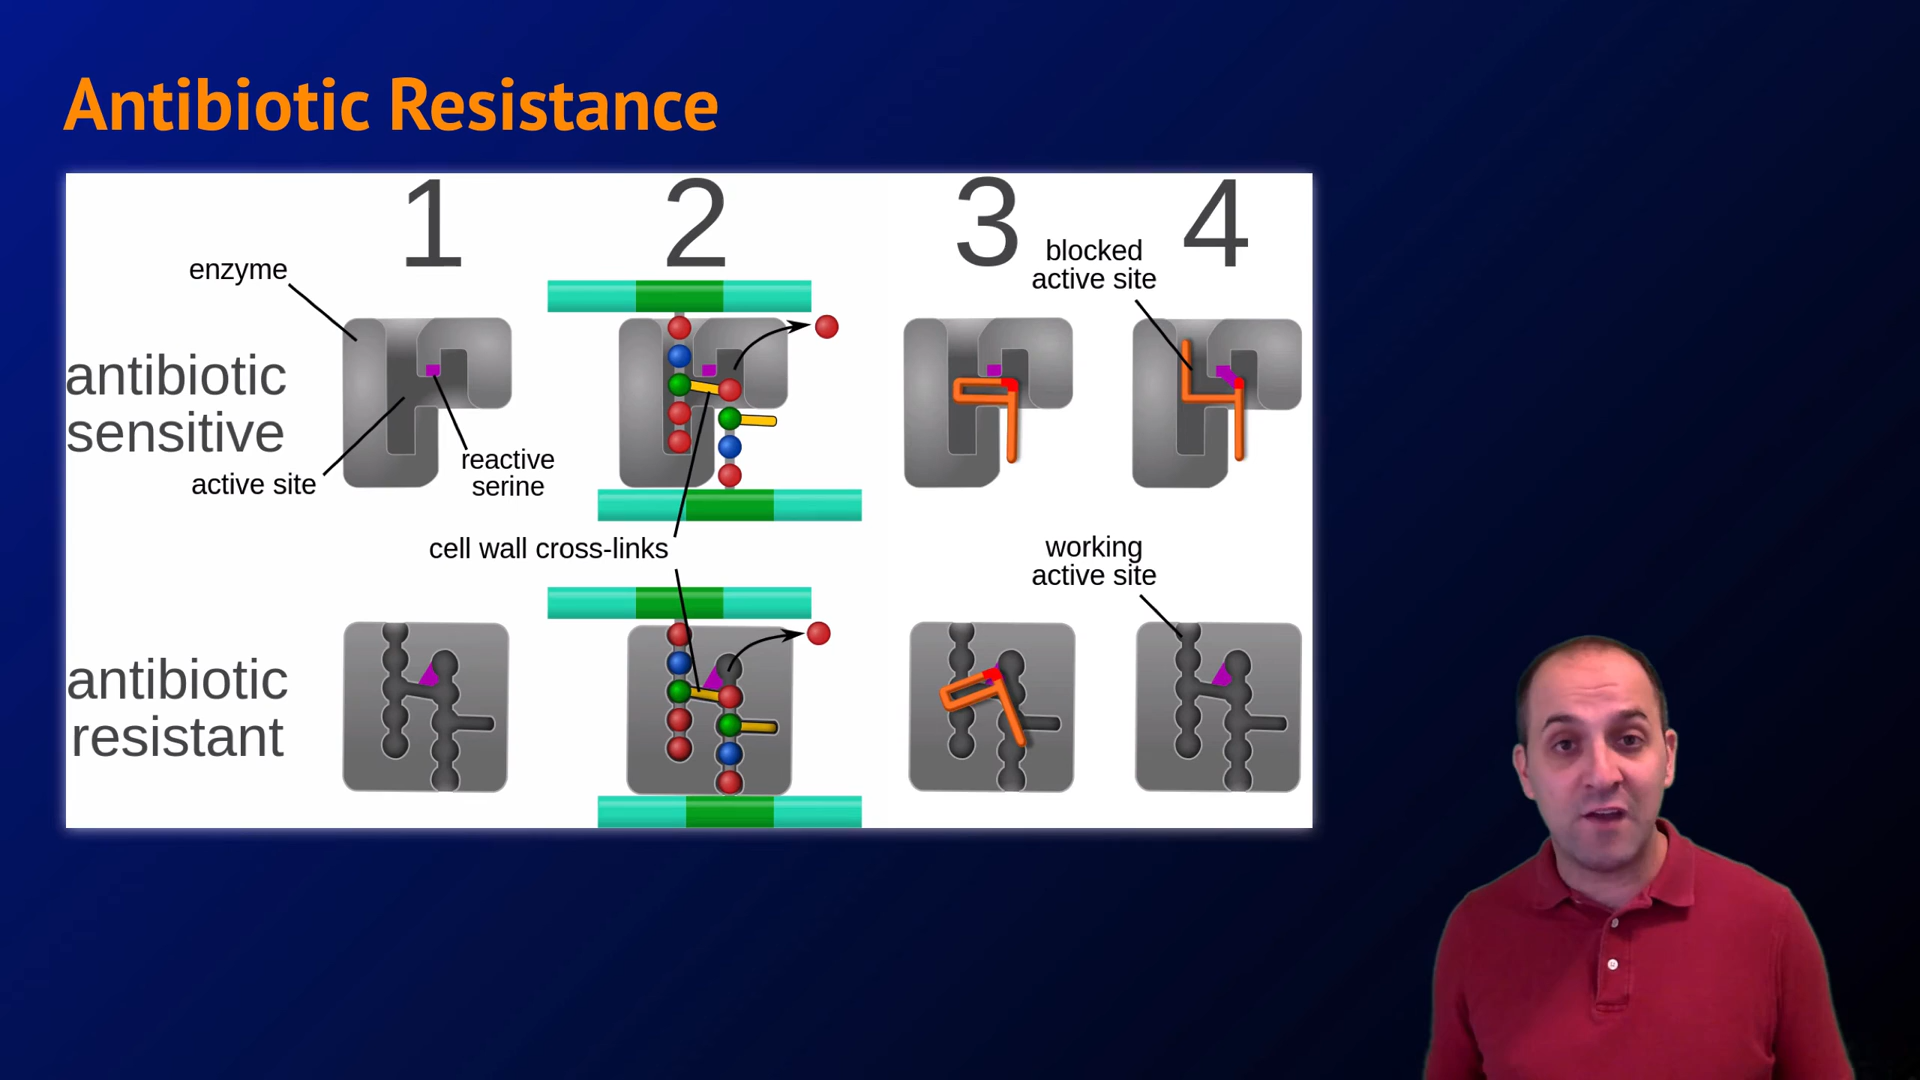 Antibiotic Resistance
1
2
3
4
blocked
active site
enzyme
antibiotic
sensitive
reactive
serine
active site
cell wall cross-links
working
active site
antibiotic
resistant